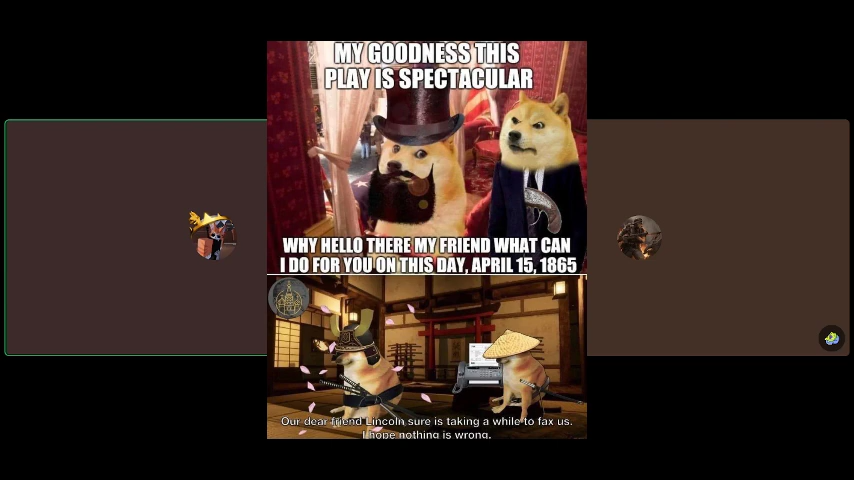 MY GOODNESS THIS
PLAY IS SPECTACULAR
WHY HELLO THERE MY FRIEND WHAT CAN
I DO FOR YOU ON THIS DAY, APRIL 15, 1865
Our dear friend Lincoln sure is taking a while to fax us.
I hope nothing is wrong.